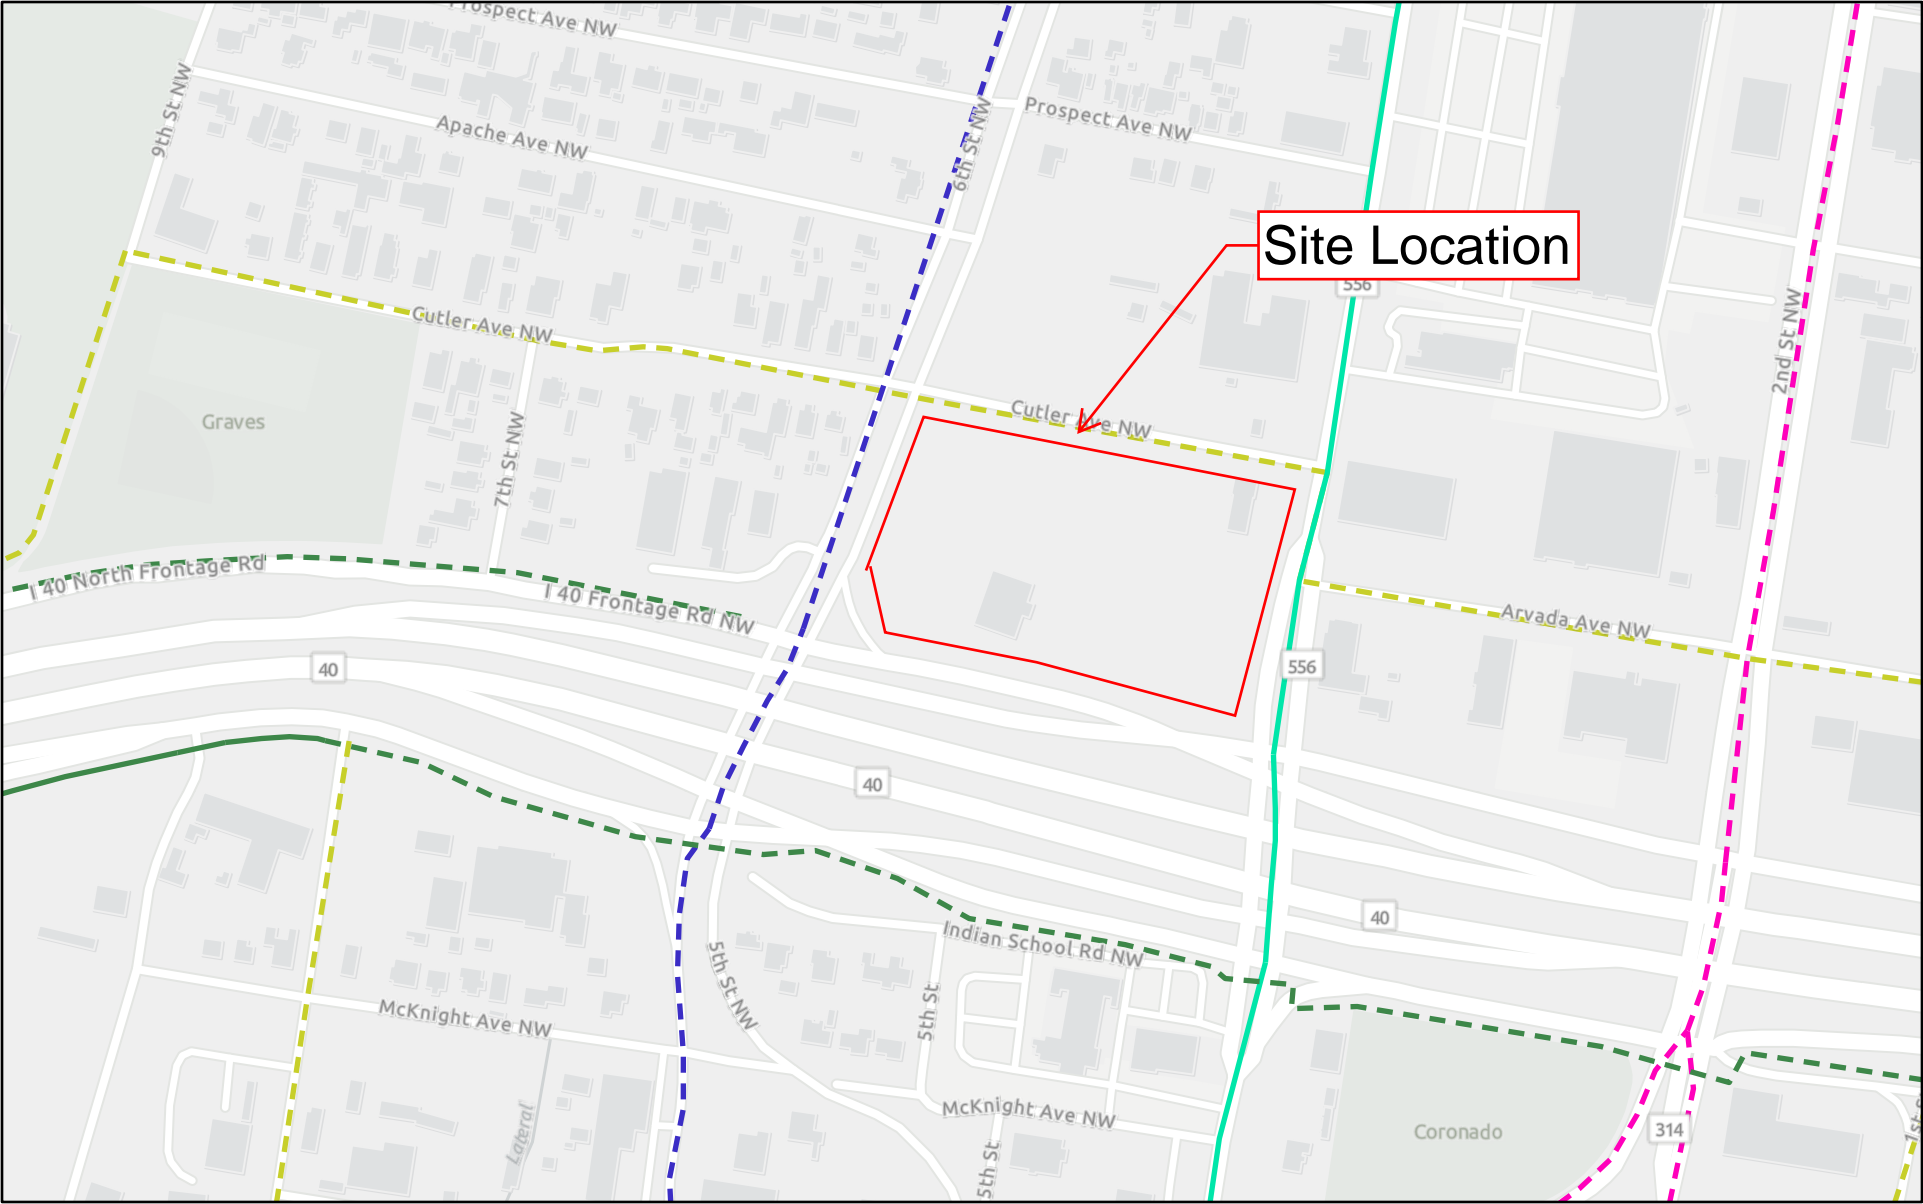 Prospect Ave NW
9th St NW
Apache Ave NW
6th St NW
Prospect Ave NW
Site Location
556
2nd St NW
Cutler Ave NW
Graves
7th St NW
Cutler Ave NW
I 40 North Frontage Rd
I 40 Frontage Rd NW
Arvada Ave NW
40
556
40
40
Indian School Rd NW
5th St NW
5th St
McKnight Ave NW
McKnight Ave NW
Lateral
5th St
Coronado
314